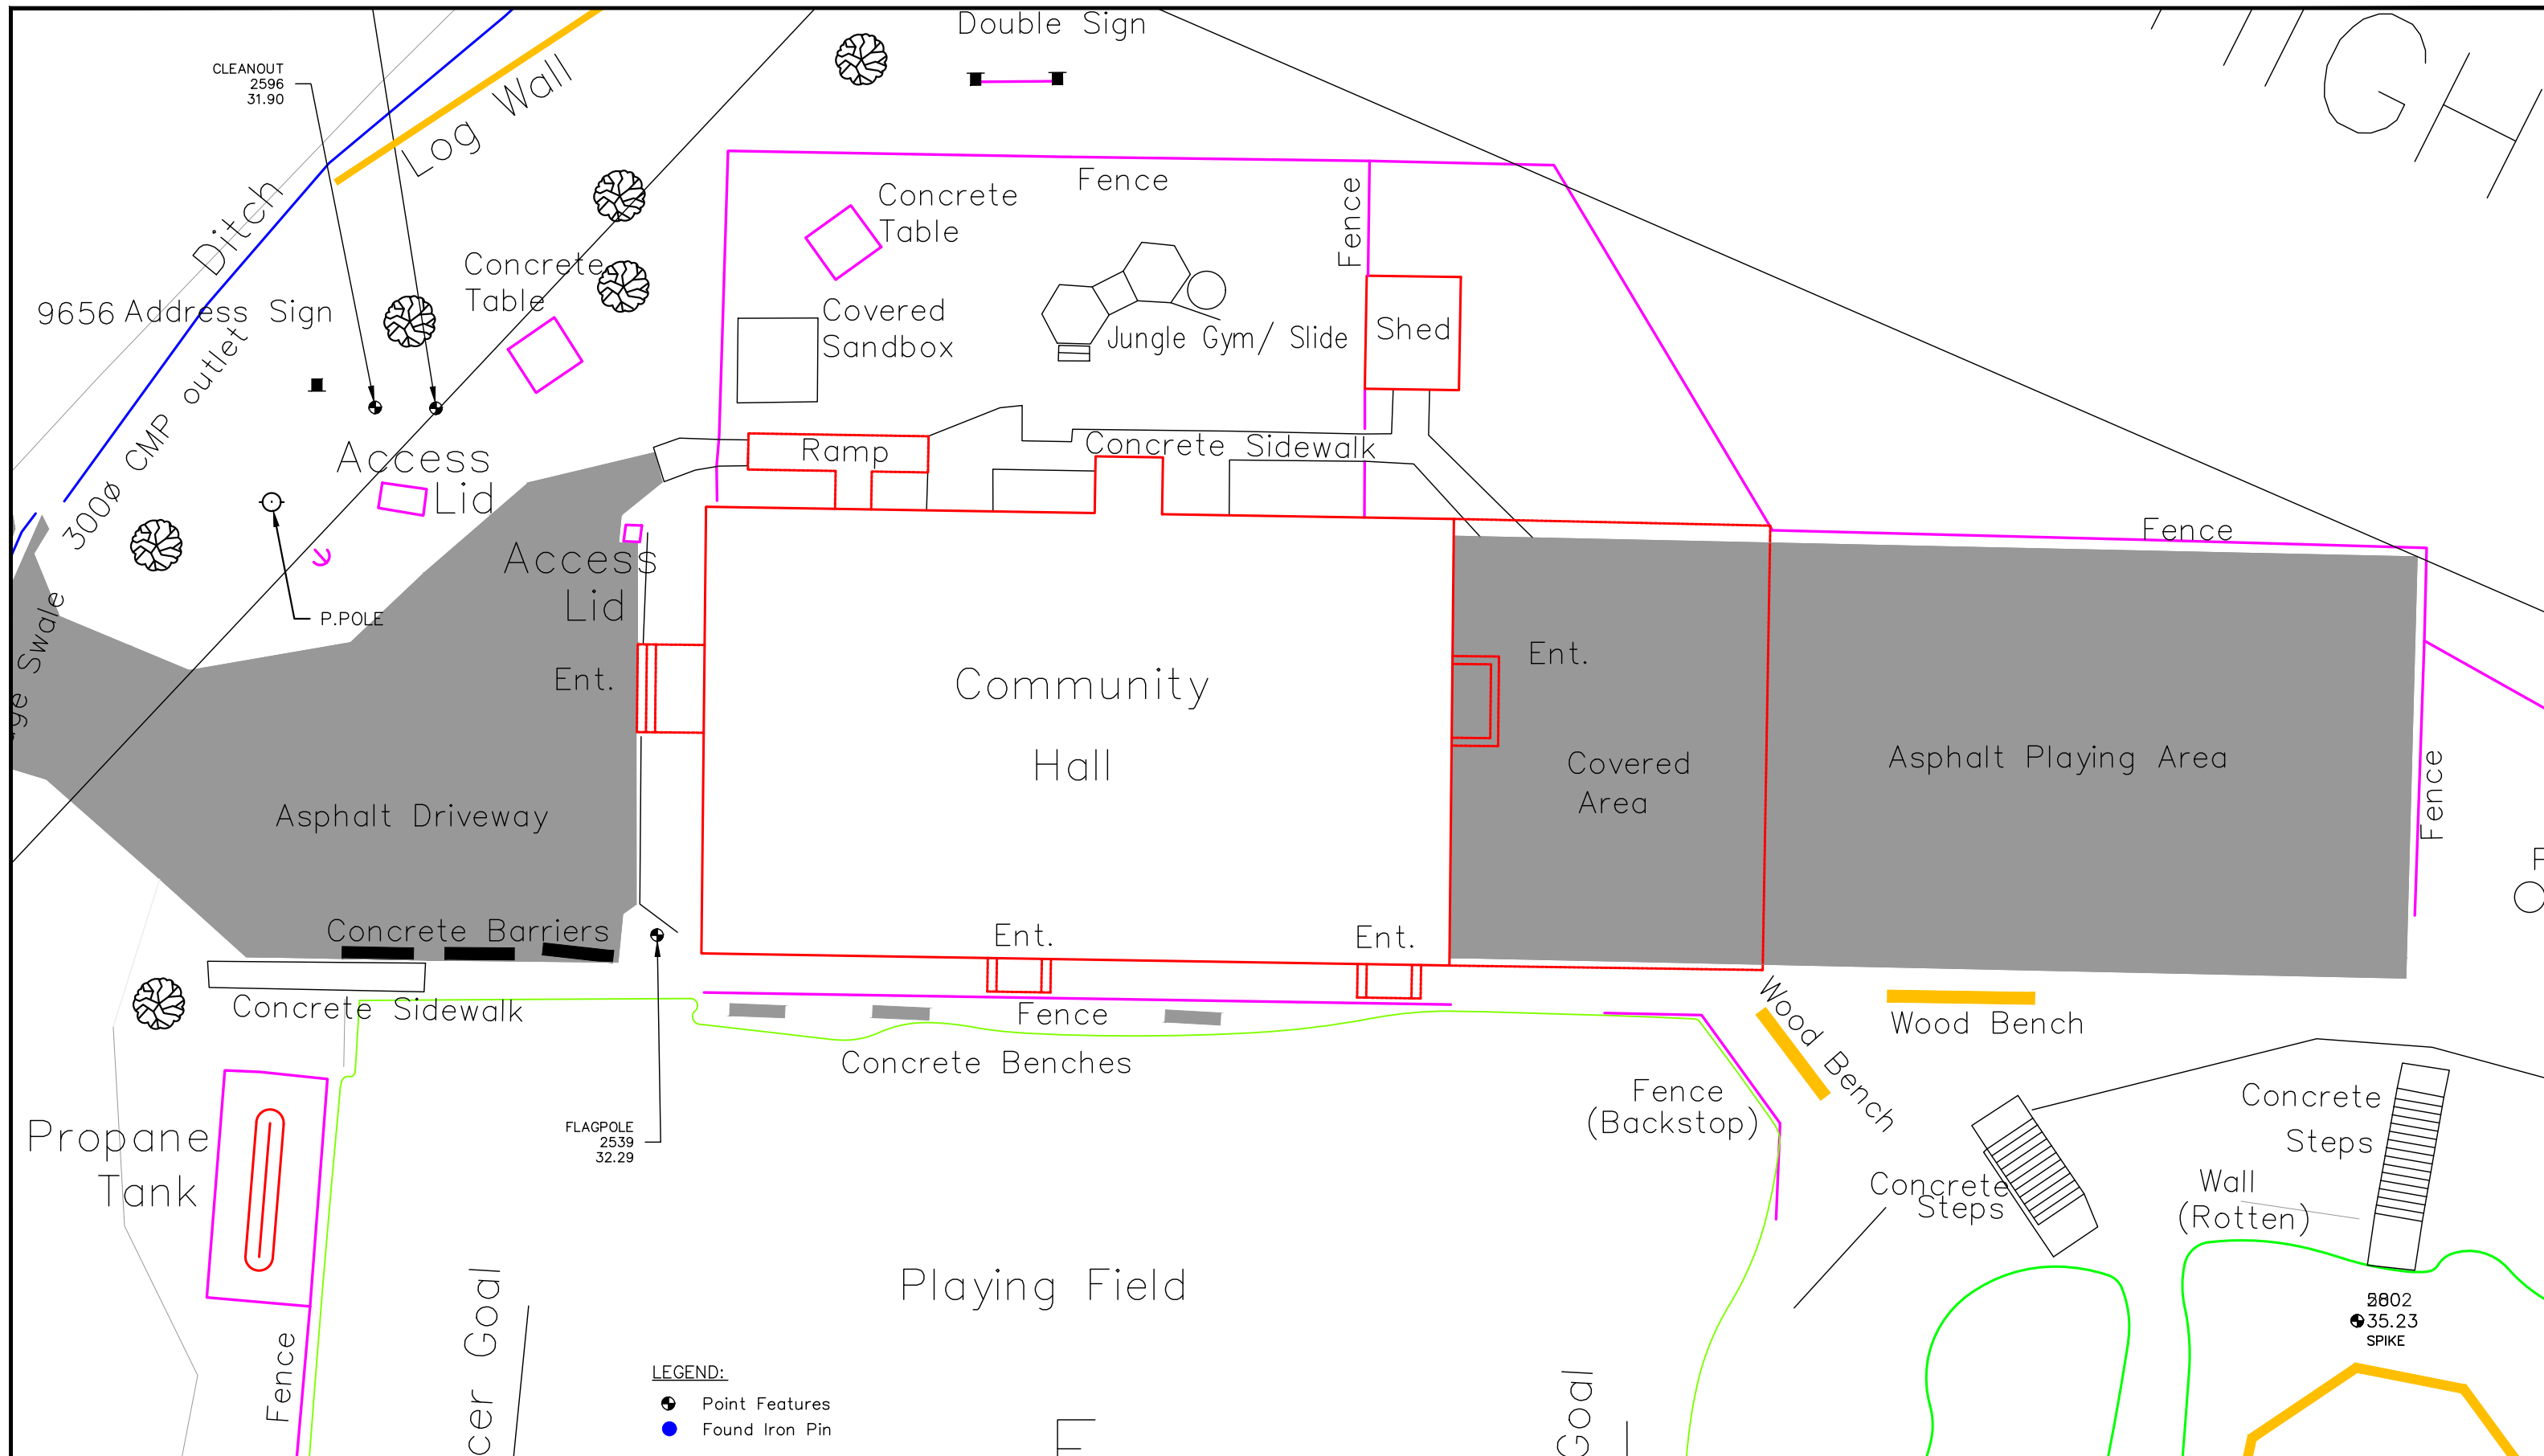 Double Sign
HIGH
CLEANOUT
2596
31.90
Log Wall
Ditch
Concrete
Table
Fence
Fence
Concrete
Table
9656 Address Sign
Covered
Sandbox
Jungle Gym/ Slide
Shed
300ø CMP outlet
Access
Lid
Ramp
Concrete Sidewalk
Access
Lid
Fence
P.POLE
Swale
Ent.
Ent.
Community
Hall
Covered
Area
Asphalt Playing Area
Fence
Asphalt Driveway
Concrete Barriers
Ent.
Ent.
Concrete Sidewalk
Fence
Wood Bench
Wood Bench
Concrete Benches
Fence
(Backstop)
Concrete
Steps
FLAGPOLE
2539
32.29
Propane
Tank
Concrete
Steps
Wall
(Rotten)
Playing Field
cer Goal
Fence
Goal
35.23
SPIKE
LEGEND:
Point Features
Found Iron Pin